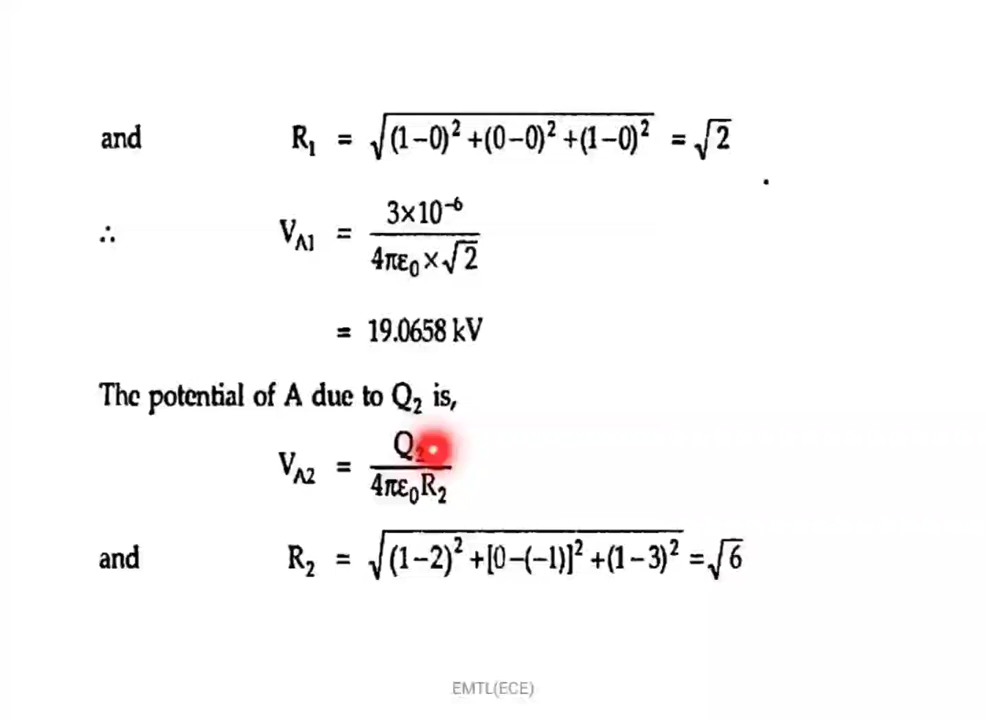 and R₁ = √(1−0)² +(0−0)² +(1−0)² = √2
∴ V_A1 = 3×10⁻⁶ / 4πε₀×√2
= 19.0658 kV
The potential of A due to Q₂ is,
V_A2 = Q₂ / 4πε₀R₂
and R₂ = √(1−2)² +[0−(−1)]² +(1−3)² = √6
EMTL(ECE)